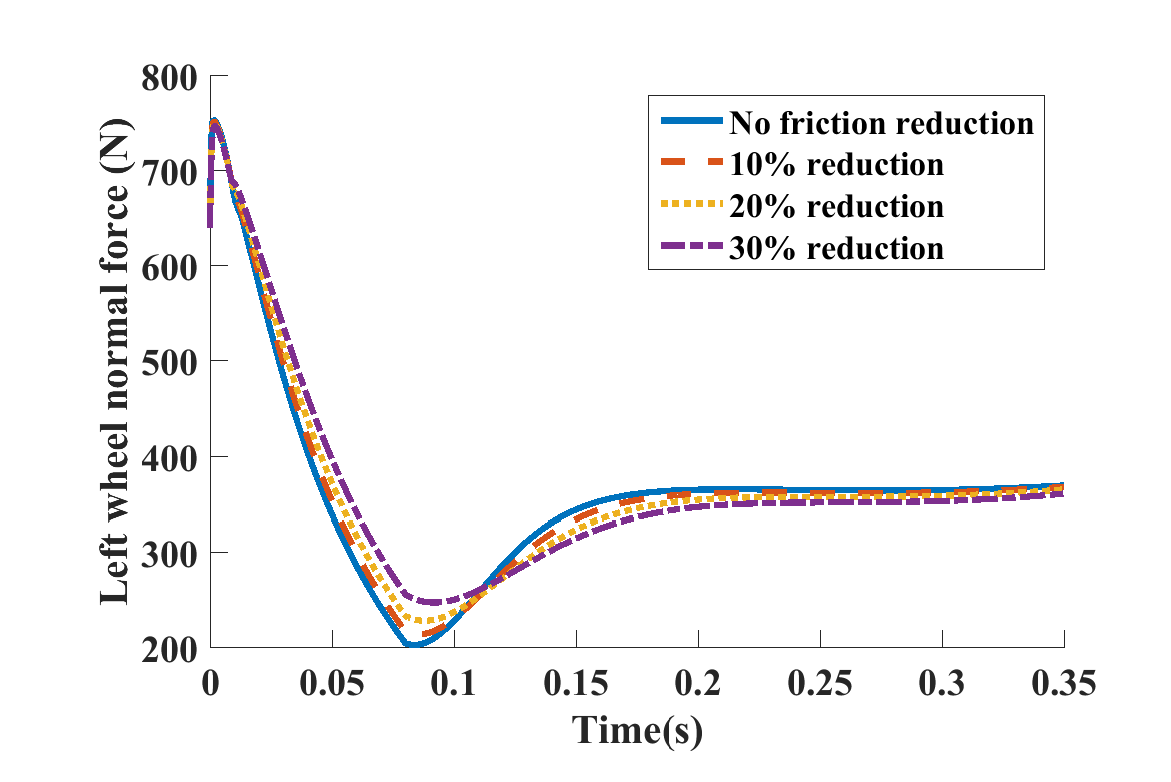 800
700
600
500
400
300
200
Left wheel normal force (N)
No friction reduction
10% reduction
20% reduction
30% reduction
0 0.05 0.1 0.15 0.2 0.25 0.3 0.35
Time(s)